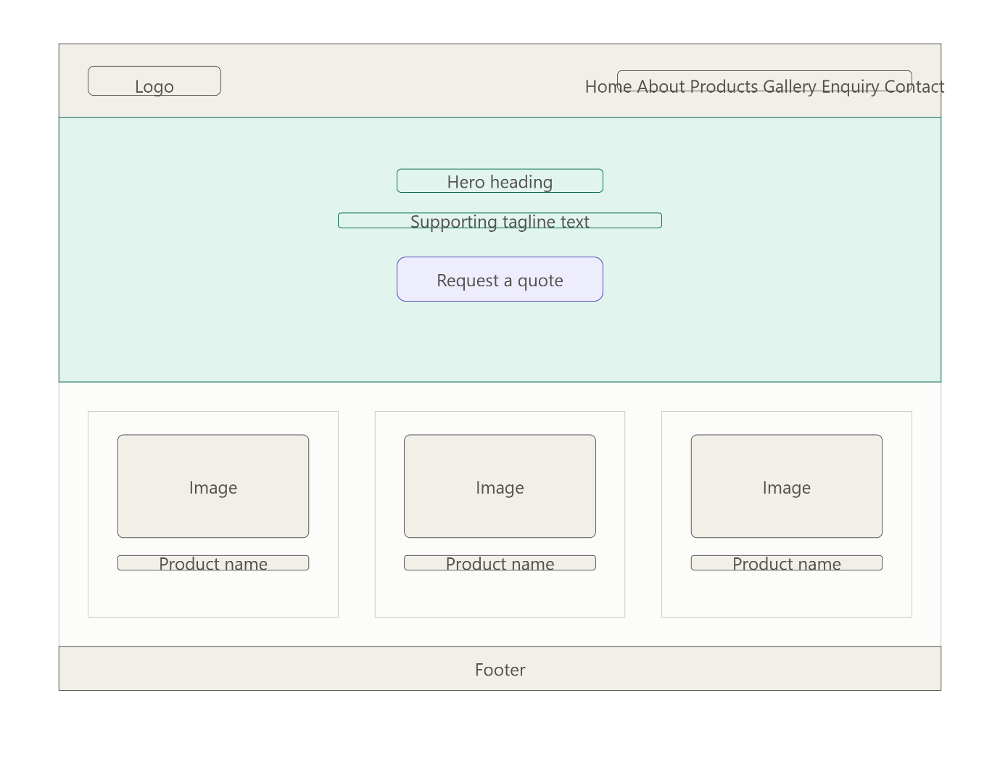 Logo
Home About Products Gallery Enquiry Contact
Hero heading
Supporting tagline text
Request a quote
Image
Image
Image
Product name
Product name
Product name
Footer